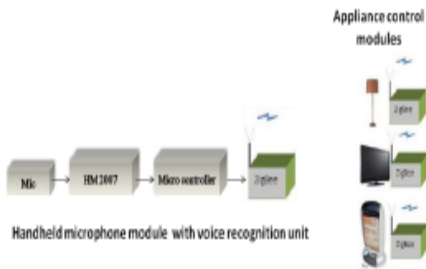 Appliance control
modules
Zigbee
Zigbee
Zigbee
Mic
HM 2007
Micro controller
Zigbee
Handheld microphone module with voice recognition unit